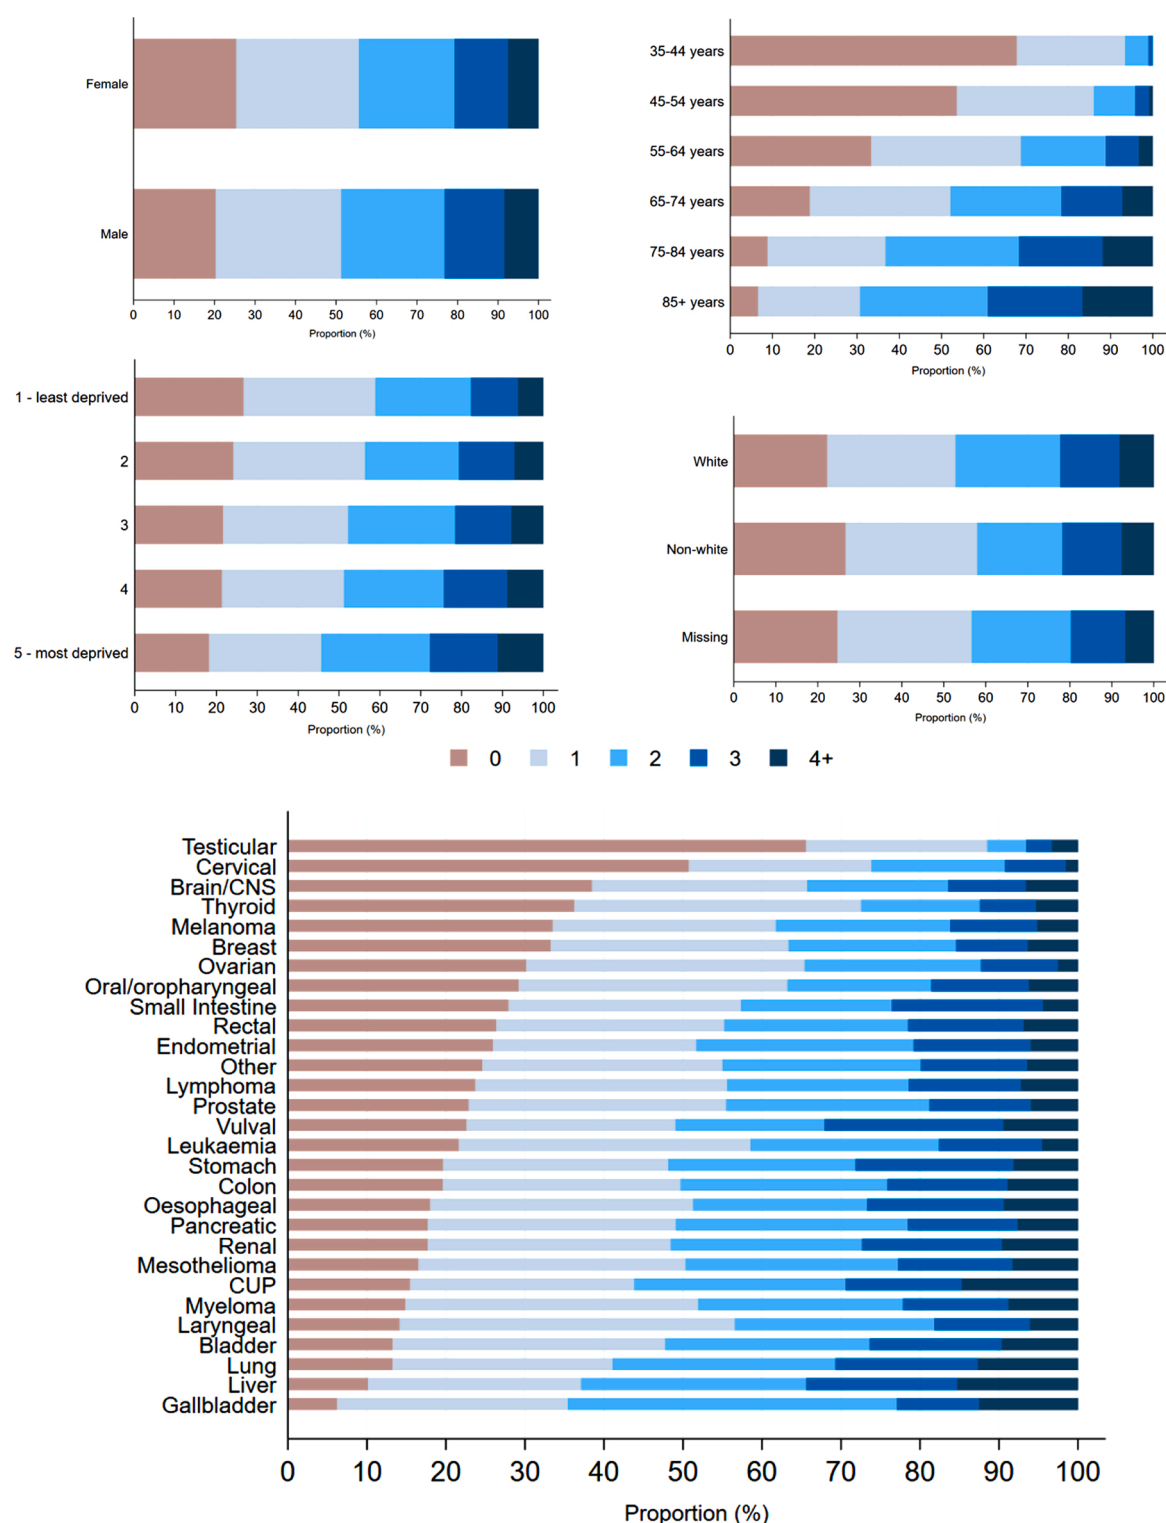 Female
Male
0 10 20 30 40 50 60 70 80 90 100
Proportion (%)
35-44 years
45-54 years
55-64 years
65-74 years
75-84 years
85+ years
0 10 20 30 40 50 60 70 80 90 100
Proportion (%)
1 - least deprived
2
3
4
5 - most deprived
0 10 20 30 40 50 60 70 80 90 100
Proportion (%)
White
Non-white
Missing
0 10 20 30 40 50 60 70 80 90 100
Proportion (%)
0 1 2 3 4+
Testicular
Cervical
Brain/CNS
Thyroid
Melanoma
Breast
Ovarian
Oral/oropharyngeal
Small Intestine
Rectal
Endometrial
Other
Lymphoma
Prostate
Vulval
Leukaemia
Stomach
Colon
Oesophageal
Pancreatic
Renal
Mesothelioma
CUP
Myeloma
Laryngeal
Bladder
Lung
Liver
Gallbladder
0 10 20 30 40 50 60 70 80 90 100
Proportion (%)